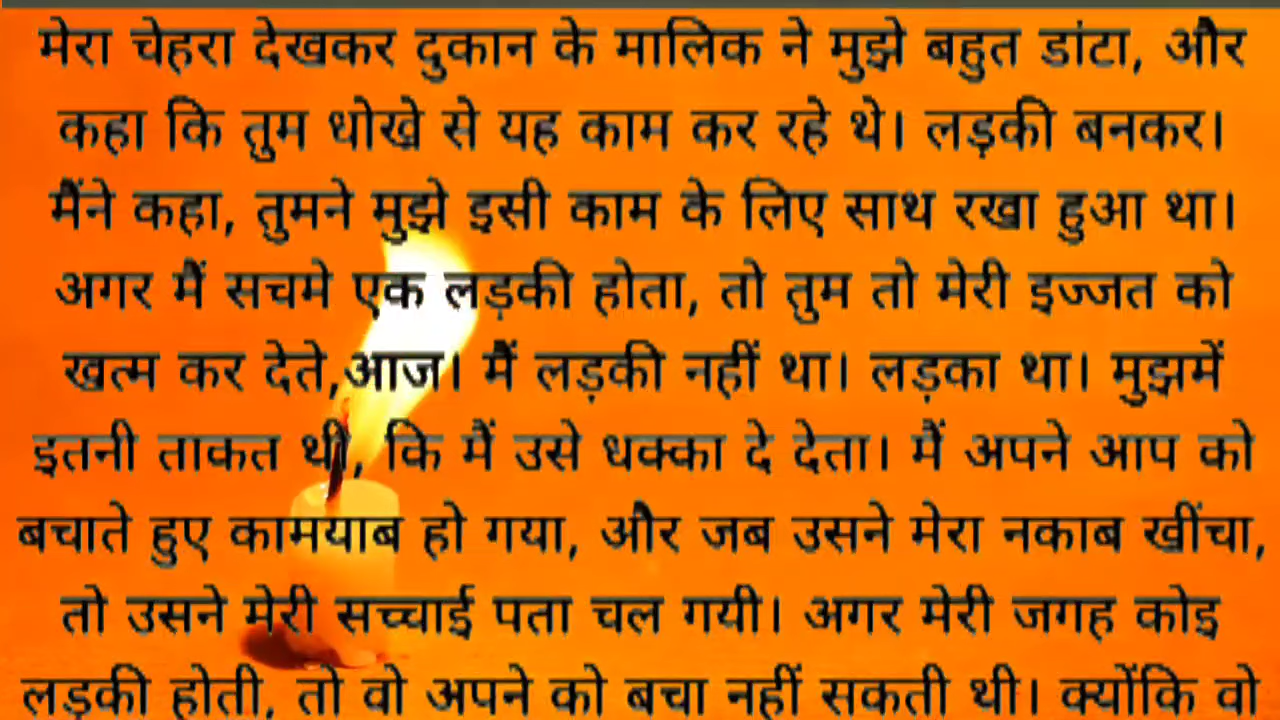 मेरा चेहरा देखकर दुकान के मालिक ने मुझे बहुत डांटा, और
कहा कि तुम धोखे से यह काम कर रहे थे। लड़की बनकर।
मैंने कहा, तुमने मुझे इसी काम के लिए साथ रखा हुआ था।
अगर मैं सचमे एक लड़की होता, तो तुम तो मेरी इज्जत को
खत्म कर देते,आज। मैं लड़की नहीं था। लड़का था। मुझमें
इतनी ताकत थी, कि मैं उसे धक्का दे देता। मैं अपने आप को
बचाते हुए कामयाब हो गया, और जब उसने मेरा नकाब खींचा,
तो उसने मेरी सच्चाई पता चल गयी। अगर मेरी जगह कोइ
लड़की होती, तो वो अपने को बचा नहीं सकती थी। क्योंकि वो